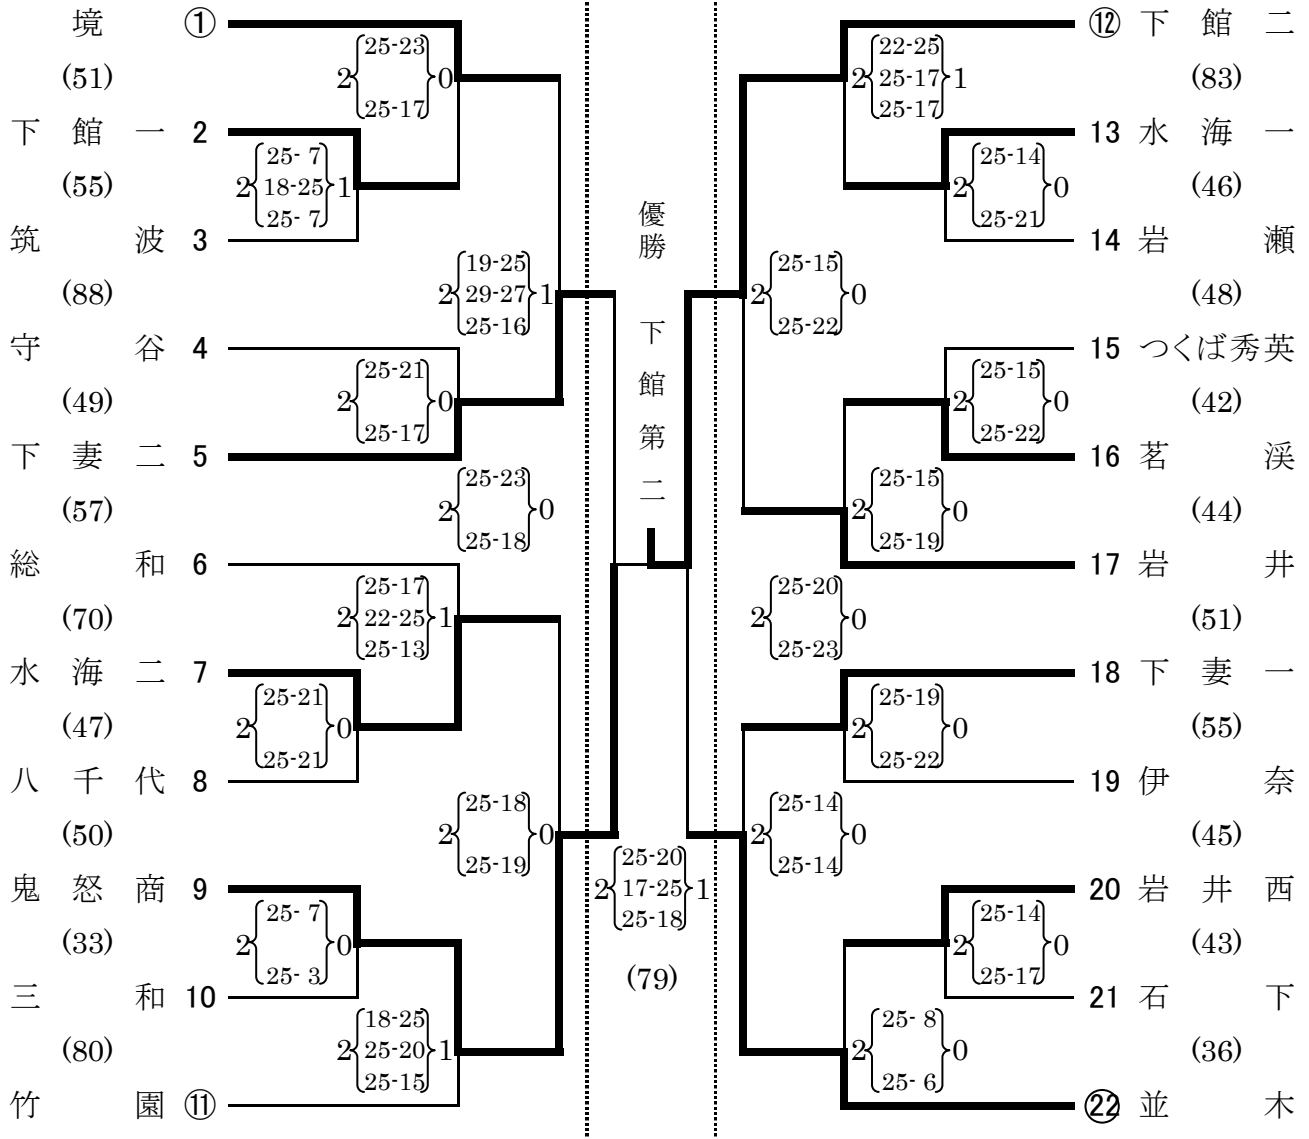 境 ①
(51)
下館一 2
(55)
筑波 3
(88)
守谷 4
(49)
下妻二 5
(57)
総和 6
(70)
水海二 7
(47)
八千代 8
(50)
鬼怒商 9
(33)
三和 10
(80)
竹園 ⑪
2 25-23 25-17 0
2 25- 7 18-25 25- 7 1
2 19-25 29-27 25-16 1
2 25-21 25-17 0
2 25-23 25-18 0
2 25-17 22-25 25-13 1
2 25-21 25-21 0
2 25-18 25-19 0
2 25- 7 25- 3 0
2 18-25 25-20 25-15 1
優勝 下館第二
2 25-20 17-25 25-18 1
(79)
2 22-25 25-17 25-17 1
2 25-14 25-21 0
2 25-15 25-22 0
2 25-15 25-22 0
2 25-15 25-19 0
2 25-20 25-23 0
2 25-19 25-22 0
2 25-14 25-14 0
2 25-14 25-17 0
2 25- 8 25- 6 0
⑫ 下館二
(83)
13 水海一
(46)
14 岩瀬
(48)
15 つくば秀英
(42)
16 茗渓
(44)
17 岩井
(51)
18 下妻一
(55)
19 伊奈
(45)
20 岩井西
(43)
21 石下
(36)
㉒ 並木